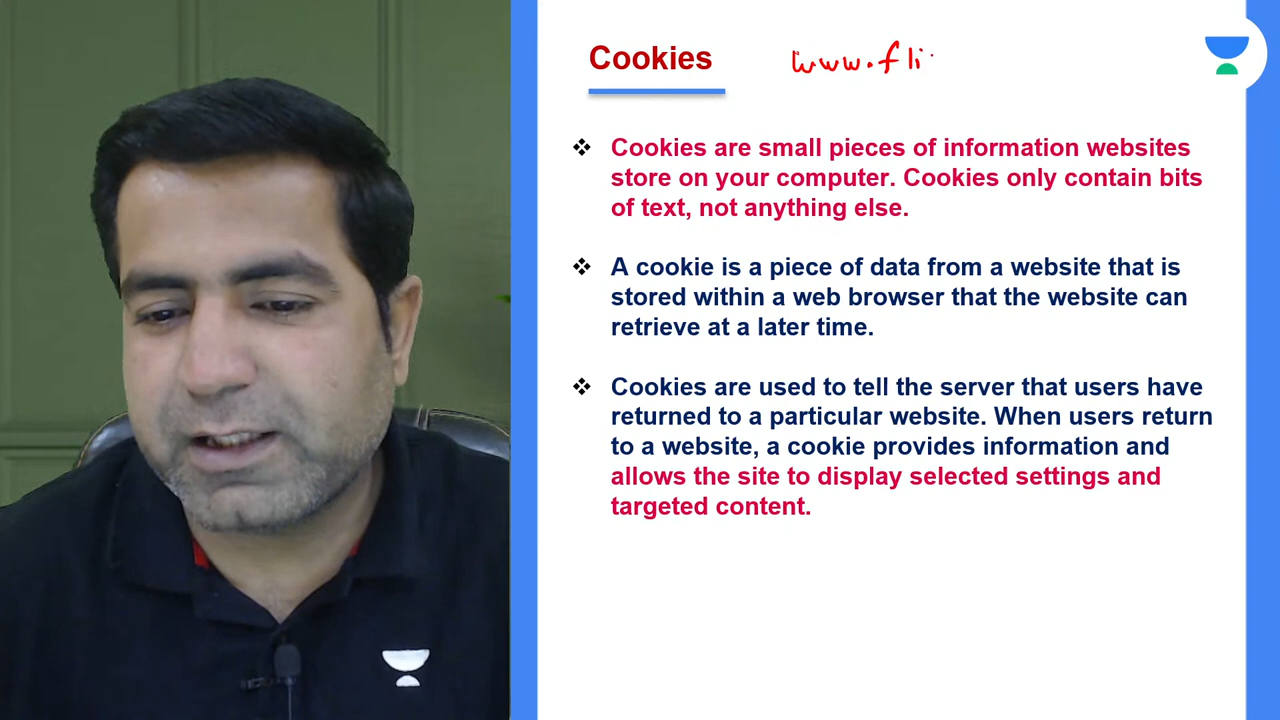 Cookies www.fli
Cookies are small pieces of information websites
store on your computer. Cookies only contain bits
of text, not anything else.
A cookie is a piece of data from a website that is
stored within a web browser that the website can
retrieve at a later time.
Cookies are used to tell the server that users have
returned to a particular website. When users return
to a website, a cookie provides information and
allows the site to display selected settings and
targeted content.